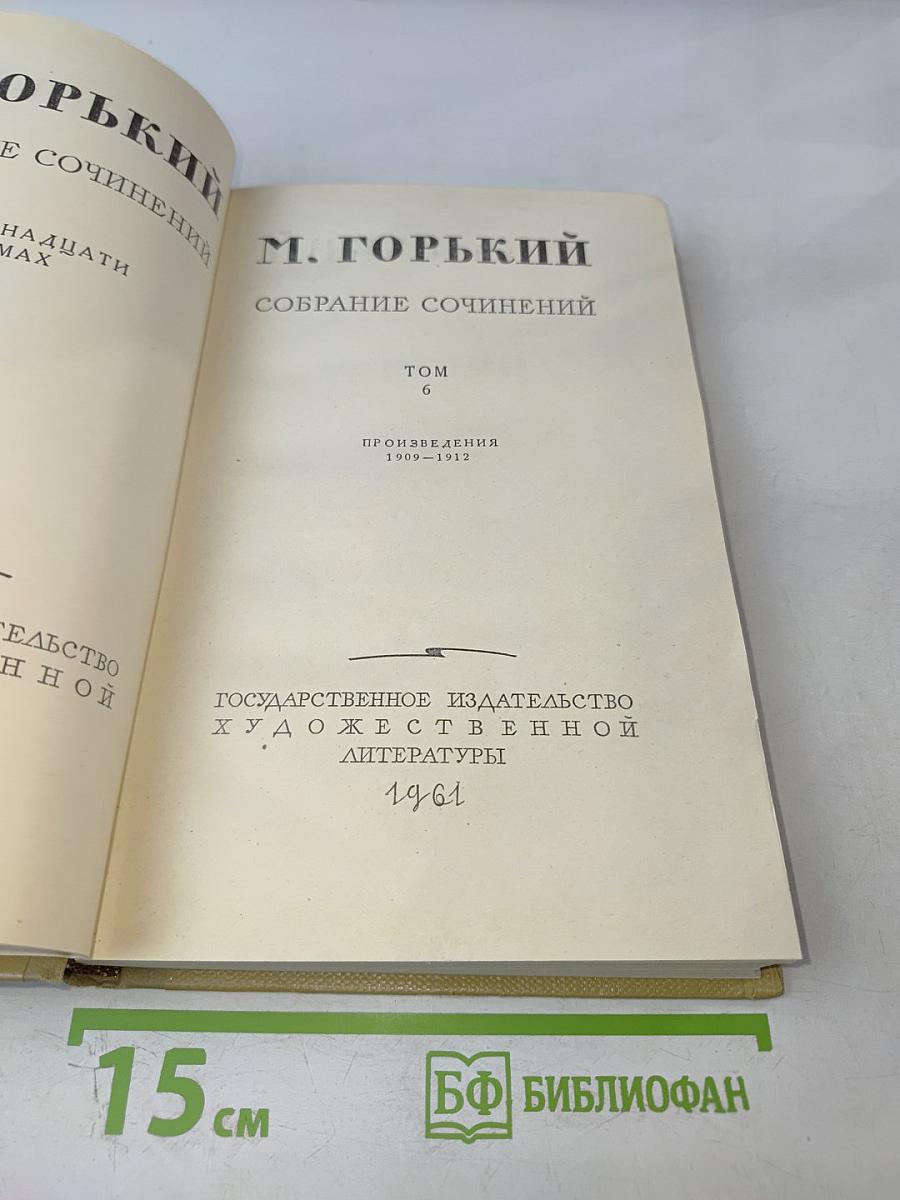 ОРЬКИЙ
Е СОЧИНЕНИЙ
НАДЦАТИ
МАХ
ТЕЛЬСТВО
ННОЙ
М. ГОРЬКИЙ
СОБРАНИЕ СОЧИНЕНИЙ
ТОМ
6
ПРОИЗВЕДЕНИЯ
1909—1912
ГОСУДАРСТВЕННОЕ ИЗДАТЕЛЬСТВО
ХУДОЖЕСТВЕННОЙ
ЛИТЕРАТУРЫ
1961
15 см
БФ БИБЛИОФАН